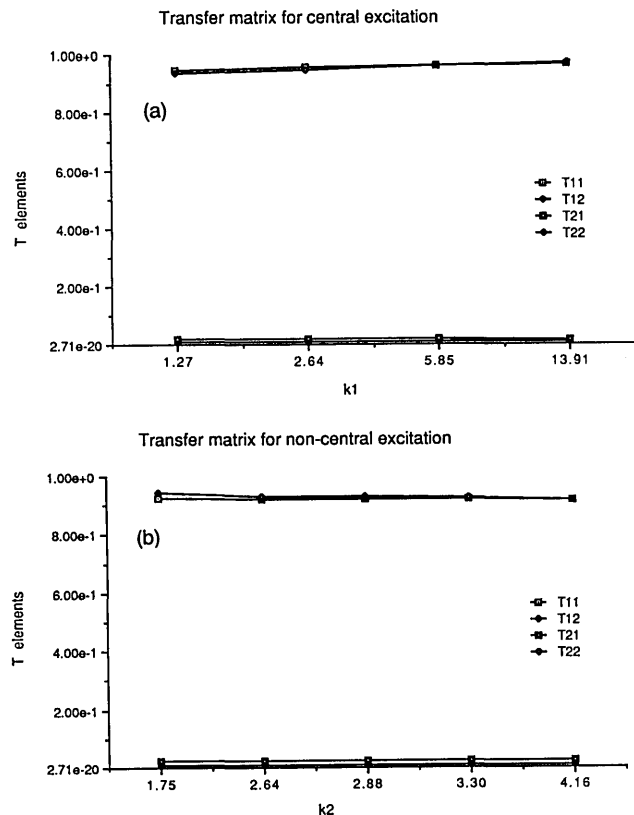 Transfer matrix for central excitation
1.00e+0
(a)
8.00e-1
6.00e-1
T elements
4.00e-1
2.00e-1
2.71e-20
T11
T12
T21
T22
1.27 2.64 5.85 13.91
k1
Transfer matrix for non-central excitation
1.00e+0
(b)
8.00e-1
6.00e-1
T elements
4.00e-1
2.00e-1
2.71e-20
T11
T12
T21
T22
1.75 2.64 2.88 3.30 4.16
k2